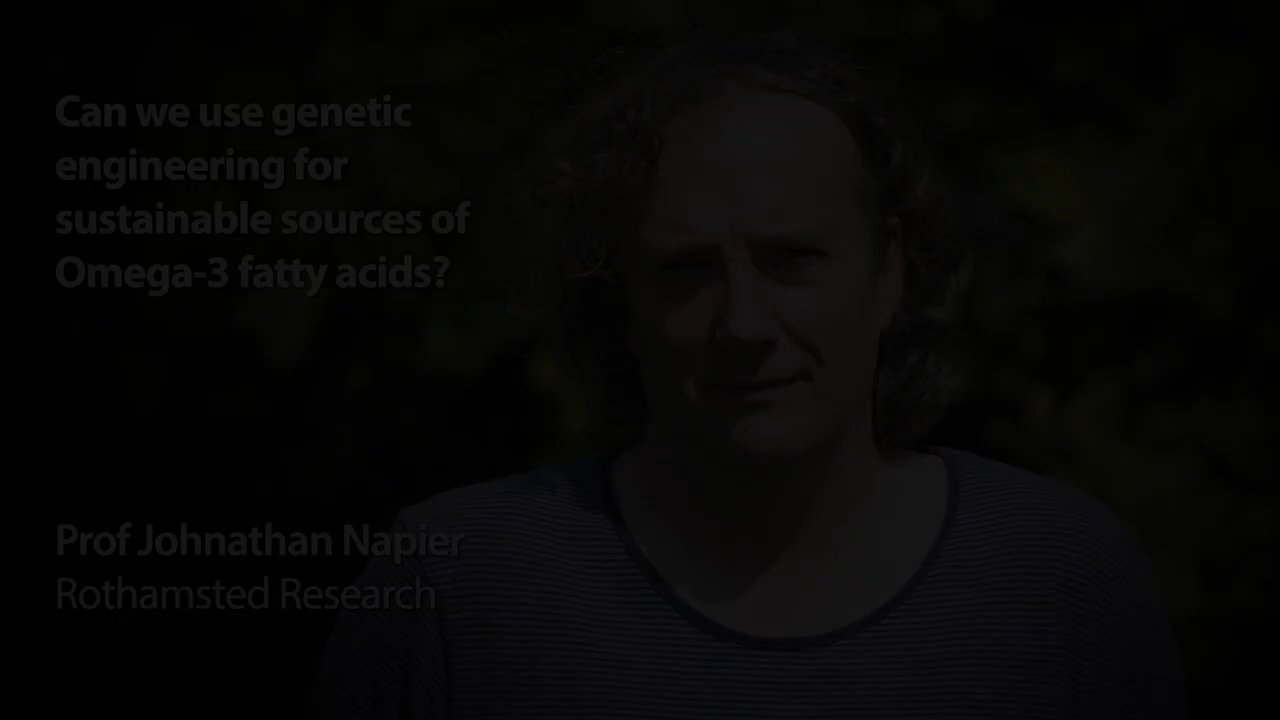 Can we use genetic
engineering for
sustainable sources of
Omega-3 fatty acids?
Prof Johnathan Napier
Rothamsted Research